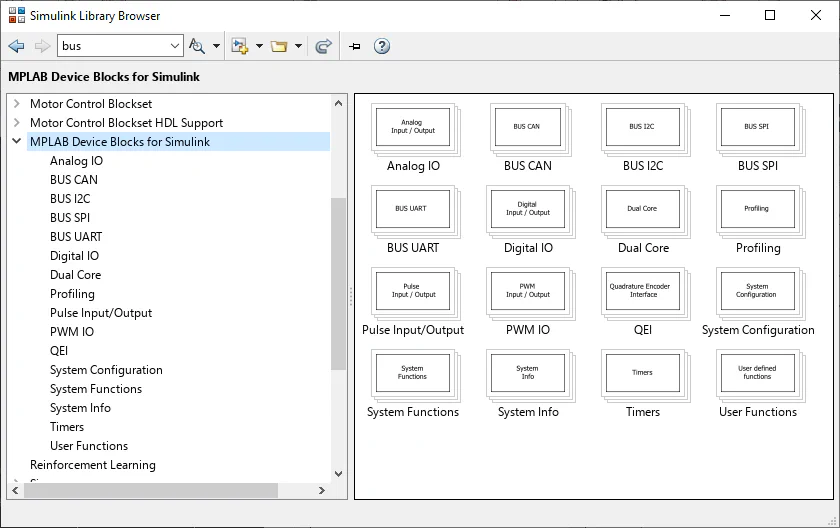 Simulink Library Browser
bus
MPLAB Device Blocks for Simulink
Motor Control Blockset
Motor Control Blockset HDL Support
MPLAB Device Blocks for Simulink
Analog IO
BUS CAN
BUS I2C
BUS SPI
BUS UART
Digital IO
Dual Core
Profiling
Pulse Input/Output
PWM IO
QEI
System Configuration
System Functions
System Info
Timers
User Functions
Reinforcement Learning
Analog
Input / Output
Analog IO
BUS CAN
BUS CAN
BUS I2C
BUS I2C
BUS SPI
BUS SPI
BUS UART
BUS UART
Digital
Input / Output
Digital IO
Dual Core
Dual Core
Profiling
Profiling
Pulse
Input / Output
Pulse Input/Output
PWM
Input / Output
PWM IO
Quadrature Encoder
Interface
QEI
System
Configuration
System Configuration
System
Functions
System Functions
System
Info
System Info
Timers
Timers
User defined
functions
User Functions